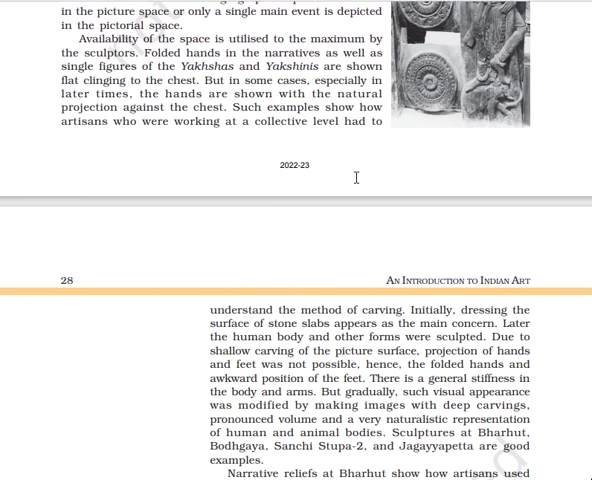 in the picture space or only a single main event is depicted
in the pictorial space.
Availability of the space is utilised to the maximum by
the sculptors. Folded hands in the narratives as well as
single figures of the Yakhshas and Yakshinis are shown
flat clinging to the chest. But in some cases, especially in
later times, the hands are shown with the natural
projection against the chest. Such examples show how
artisans who were working at a collective level had to
2022-23
28
AN INTRODUCTION TO INDIAN ART
understand the method of carving. Initially, dressing the
surface of stone slabs appears as the main concern. Later
the human body and other forms were sculpted. Due to
shallow carving of the picture surface, projection of hands
and feet was not possible, hence, the folded hands and
awkward position of the feet. There is a general stiffness in
the body and arms. But gradually, such visual appearance
was modified by making images with deep carvings,
pronounced volume and a very naturalistic representation
of human and animal bodies. Sculptures at Bharhut,
Bodhgaya, Sanchi Stupa-2, and Jagayyapetta are good
examples.
Narrative reliefs at Bharhut show how artisans used